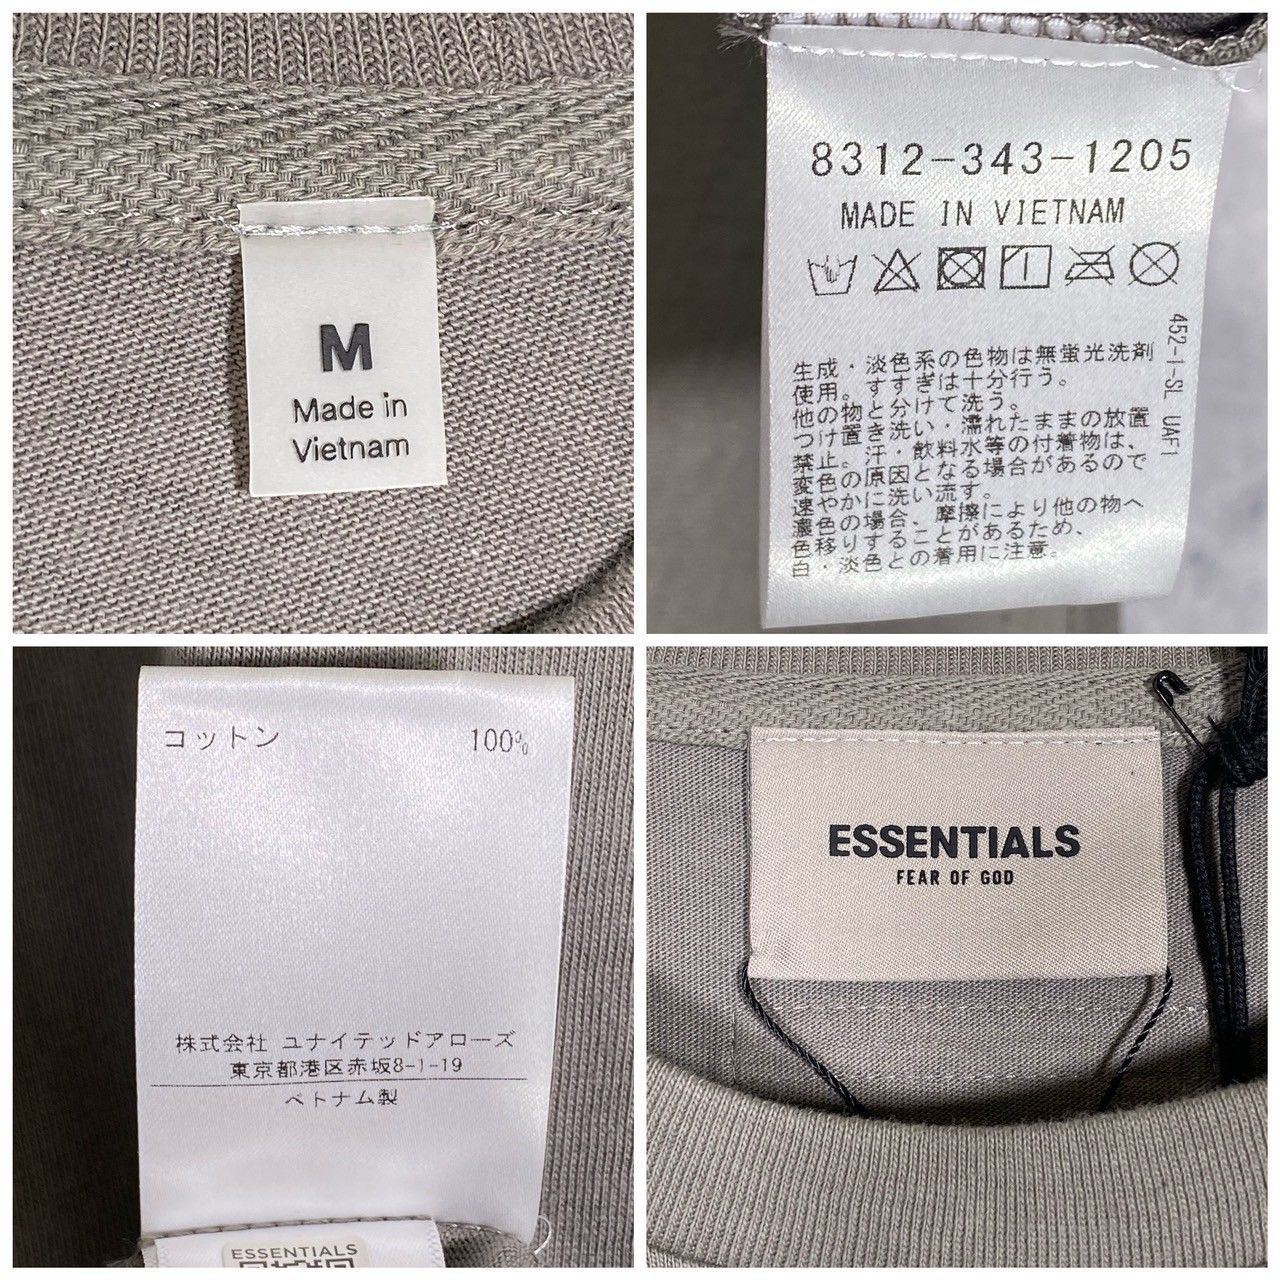 M
Made in
Vietnam
8312-343-1205
MADE IN VIETNAM
生成・淡色系の色物は無蛍光洗剤
使用。すすぎは十分行う。
他の物と分けて洗う。
つけ置き洗い・濡れたままの放置
禁止。汗・飲料水等の付着物は、
変色の原因となる場合があるので
速やかに洗い流す。
濃色の場合、摩擦により他の物へ
色移りすることがあるため、
白・淡色との着用に注意。
452-1-SL UAF1
コットン 100%
株式会社 ユナイテッドアローズ
東京都港区赤坂8-1-19
ベトナム製
ESSENTIALS
ESSENTIALS
FEAR OF GOD